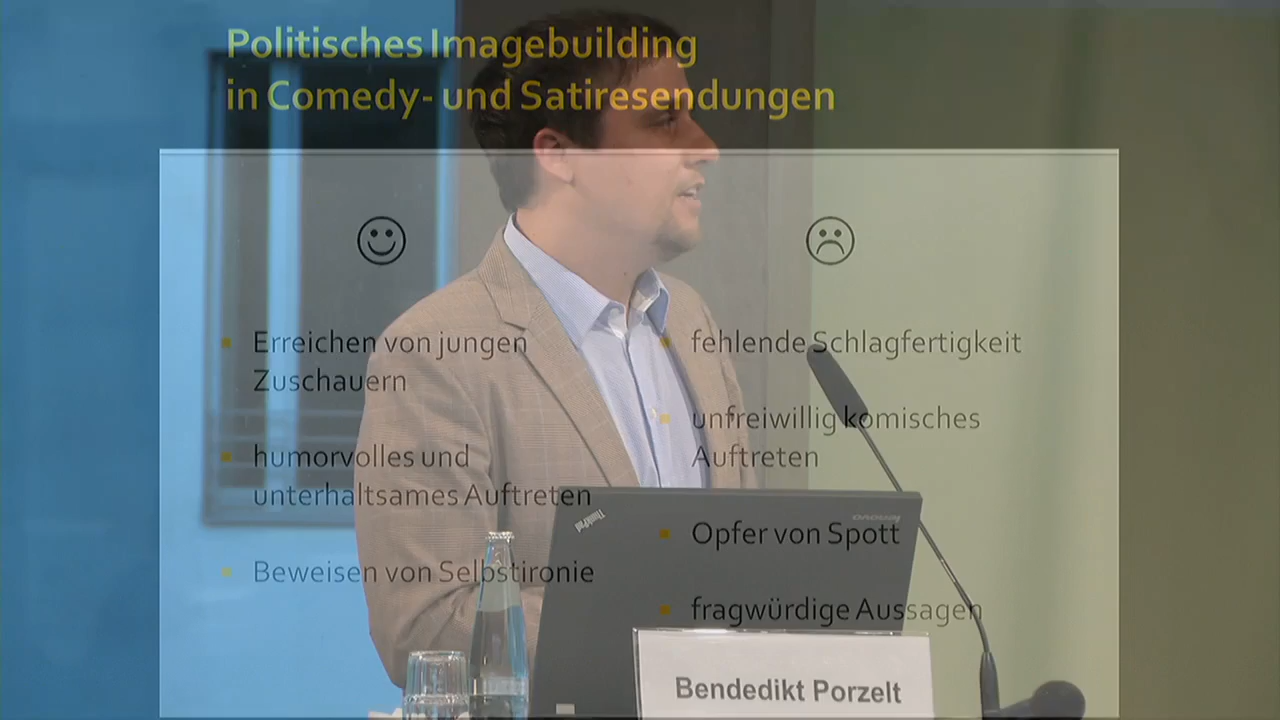 Politisches Imagebuilding
in Comedy- und Satiresendungen
Erreichen von jungen
Zuschauern
humorvolles und
unterhaltsames Auftreten
Beweisen von Selbstironie
fehlende Schlagfertigkeit
unfreiwillig komisches
Auftreten
Opfer von Spott
fragwürdige Aussagen
ThinkPad
lenovo
Bendedikt Porzelt